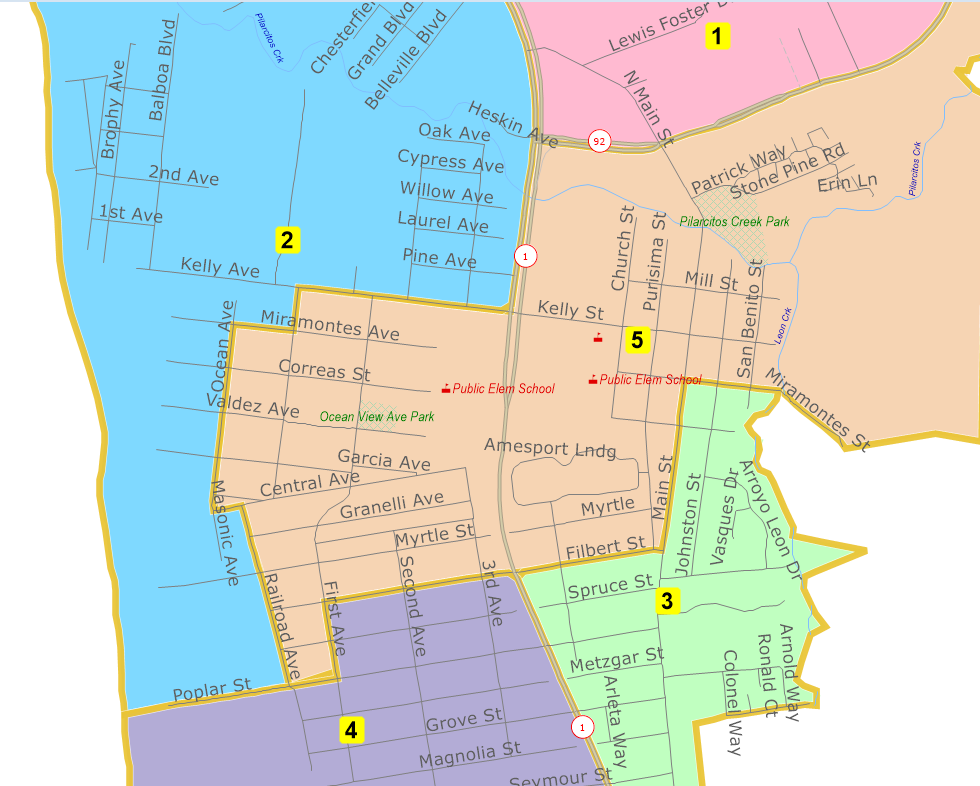 Lewis Foster D
1
Pilarcitos Crk
Chesterfiel
Grand Blvd
Belleville Blvd
Balboa Blvd
Brophy Ave
N Main St
Heskin Ave
92
Oak Ave
Cypress Ave
Willow Ave
Laurel Ave
Pine Ave
2nd Ave
1st Ave
2
Kelly Ave
1
Patrick Way
Stone Pine Rd
Erin Ln
Pilarcitos Crk
Pilarcitos Creek Park
Church St
Purisima St
Mill St
San Benito St
Leon Crk
Kelly St
5
Public Elem School
Public Elem School
Miramontes St
Ocean Ave
Miramontes Ave
Correas St
Valdez Ave
Ocean View Ave Park
Garcia Ave
Central Ave
Granelli Ave
Myrtle St
Masonic Ave
Railroad Ave
First Ave
Second Ave
3rd Ave
Amesport Lndg
Myrtle
Filbert St
Main St
Johnston St
Vasques Dr
Arroyo Leon Dr
Spruce St
3
Metzgar St
Arleta Way
Colonel Way
Ronald Ct
Arnold Way
Poplar St
4
Grove St
Magnolia St
Seymour St
1